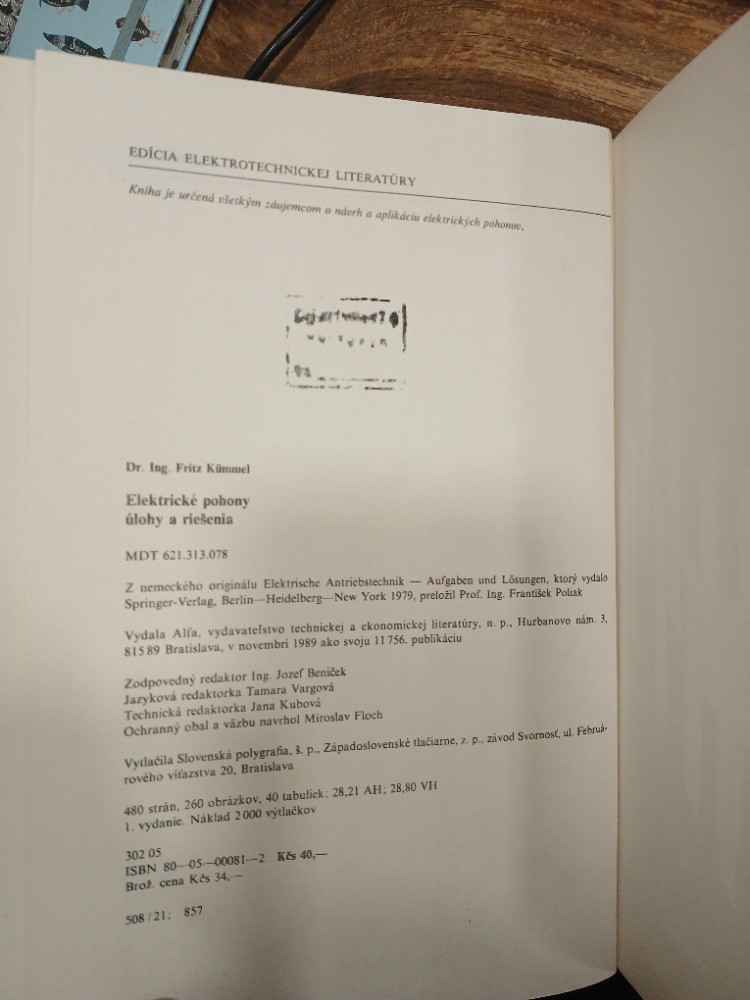 EDÍCIA ELEKTROTECHNICKEJ LITERATÚRY
Kniha je určená všetkým záujemcom o návrh a aplikáciu elektrických pohonov.
Dr. Ing. Fritz Kümmel
Elektrické pohony
úlohy a riešenia
MDT 621.313.078
Z nemeckého originálu Elektrische Antriebstechnik — Aufgaben und Lösungen, ktorý vydalo
Springer-Verlag, Berlin—Heidelberg—New York 1979, preložil Prof. Ing. František Poliak
Vydala Alfa, vydavateľstvo technickej a ekonomickej literatúry, n. p., Hurbanovo nám. 3,
815 89 Bratislava, v novembri 1989 ako svoju 11 756. publikáciu
Zodpovedný redaktor Ing. Jozef Beniček
Jazyková redaktorka Tamara Vargová
Technická redaktorka Jana Kubová
Ochranný obal a väzbu navrhol Miroslav Floch
Vytlačila Slovenská polygrafia, š. p., Západoslovenské tlačiarne, z. p., závod Svornosť, ul. Februá-
rového víťazstva 20, Bratislava
480 strán, 260 obrázkov, 40 tabuliek; 28,21 AH; 28,80 VH
1. vydanie. Náklad 2 000 výtlačkov
302 05
ISBN 80—05—00081—2 Kčs 40,—
Brož. cena Kčs 34,—
508/21; 857